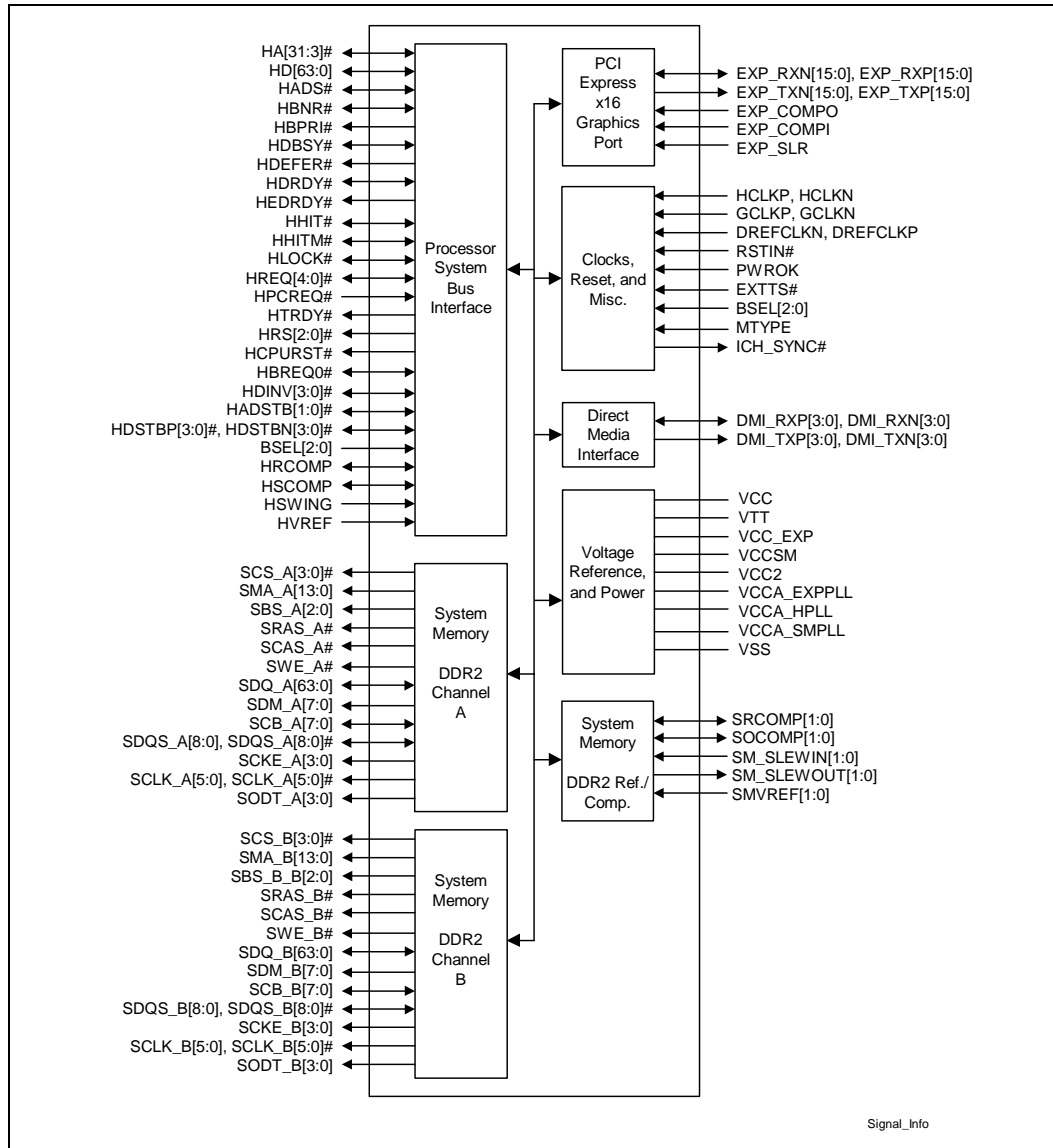 HA[31:3]#
HD[63:0]
HADS#
HBNR#
HBPRI#
HDBSY#
HDEFER#
HDRDY#
HEDRDY#
HHIT#
HHITM#
HLOCK#
HREQ[4:0]#
HPCREQ#
HTRDY#
HRS[2:0]#
HCPURST#
HBREQ0#
HDINV[3:0]#
HADSTB[1:0]#
HDSTBP[3:0]#, HDSTBN[3:0]#
BSEL[2:0]
HRCOMP
HSCOMP
HSWING
HVREF
Processor
System
Bus
Interface
SCS_A[3:0]#
SMA_A[13:0]
SBS_A[2:0]
SRAS_A#
SCAS_A#
SWE_A#
SDQ_A[63:0]
SDM_A[7:0]
SCB_A[7:0]
SDQS_A[8:0], SDQS_A[8:0]#
SCKE_A[3:0]
SCLK_A[5:0], SCLK_A[5:0]#
SODT_A[3:0]
System
Memory
DDR2
Channel
A
SCS_B[3:0]#
SMA_B[13:0]
SBS_B_B[2:0]
SRAS_B#
SCAS_B#
SWE_B#
SDQ_B[63:0]
SDM_B[7:0]
SCB_B[7:0]
SDQS_B[8:0], SDQS_B[8:0]#
SCKE_B[3:0]
SCLK_B[5:0], SCLK_B[5:0]#
SODT_B[3:0]
System
Memory
DDR2
Channel
B
PCI
Express
x16
Graphics
Port
EXP_RXN[15:0], EXP_RXP[15:0]
EXP_TXN[15:0], EXP_TXP[15:0]
EXP_COMPO
EXP_COMPI
EXP_SLR
Clocks,
Reset, and
Misc.
HCLKP, HCLKN
GCLKP, GCLKN
DREFCLKN, DREFCLKP
RSTIN#
PWROK
EXTTS#
BSEL[2:0]
MTYPE
ICH_SYNC#
Direct
Media
Interface
DMI_RXP[3:0], DMI_RXN[3:0]
DMI_TXP[3:0], DMI_TXN[3:0]
Voltage
Reference,
and Power
VCC
VTT
VCC_EXP
VCCSM
VCC2
VCCA_EXPPLL
VCCA_HPLL
VCCA_SMPLL
VSS
System
Memory
DDR2 Ref./
Comp.
SRCOMP[1:0]
SOCOMP[1:0]
SM_SLEWIN[1:0]
SM_SLEWOUT[1:0]
SMVREF[1:0]
Signal_Info